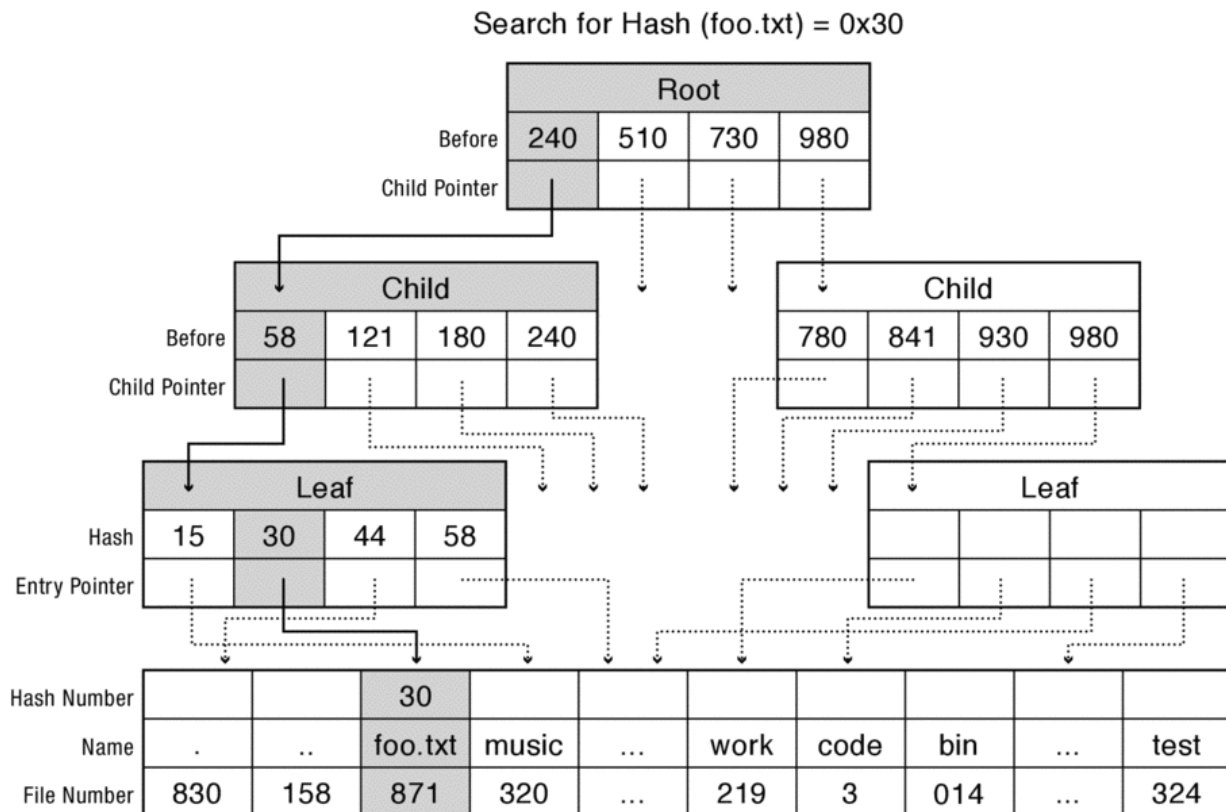 Search for Hash (foo.txt) = 0x30
Root
Before 240 510 730 980
Child Pointer
Child Child
Before 58 121 180 240 780 841 930 980
Child Pointer
Leaf Leaf
Hash 15 30 44 58
Entry Pointer
Hash Number 30
Name . .. foo.txt music ... work code bin ... test
File Number 830 158 871 320 ... 219 3 014 ... 324